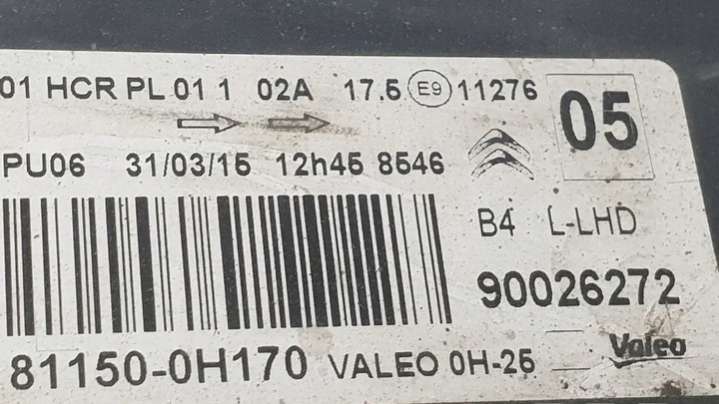 01 HCR PL 01 1 02A 17.5 E9 11276
05
PU06 31/03/15 12h46 8546
B4 L-LHD
90026272
81150-0H170 VALEO 0H-25
Valeo